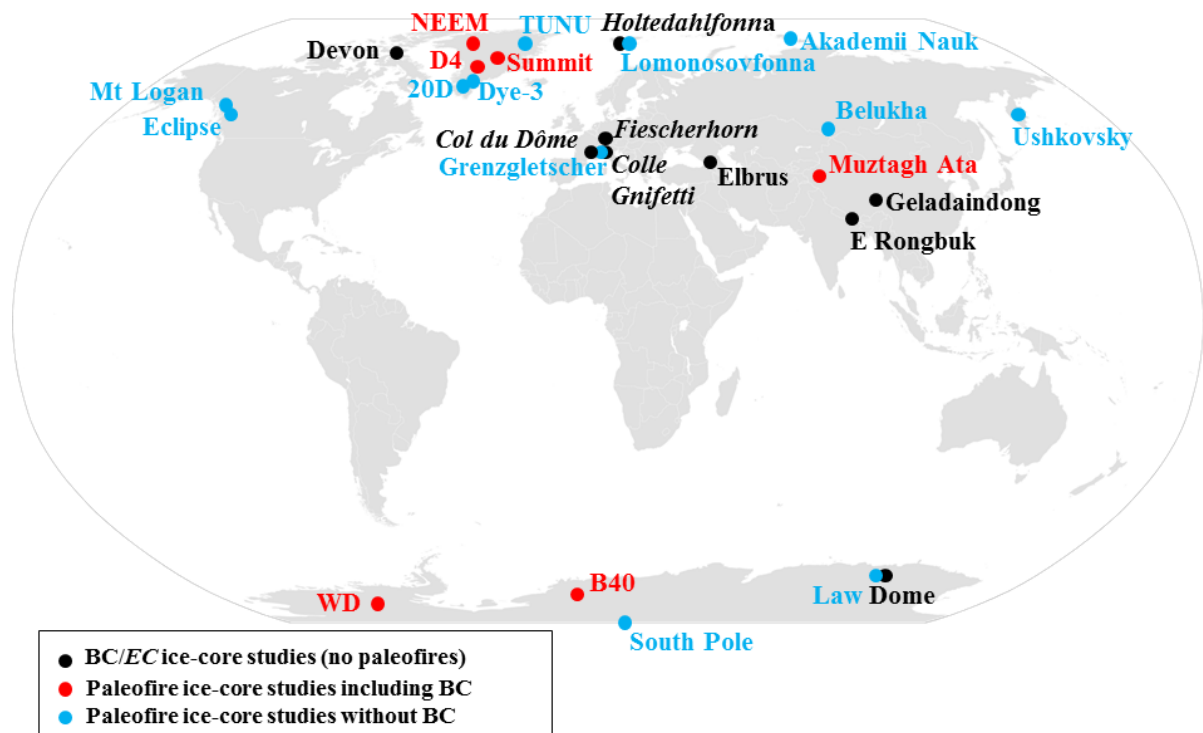 NEEM
TUNU
Holtedahlfonna
Devon
Akademii Nauk
D4
Summit
Lomonosovfonna
20D
Dye-3
Mt Logan
Eclipse
Belukha
Ushkovsky
Col du Dôme
Fiescherhorn
Grenzgletscher
Colle
Gnifetti
Elbrus
Muztagh Ata
Geladaindong
E Rongbuk
WD
B40
Law Dome
South Pole
BC/EC ice-core studies (no paleofires)
Paleofire ice-core studies including BC
Paleofire ice-core studies without BC